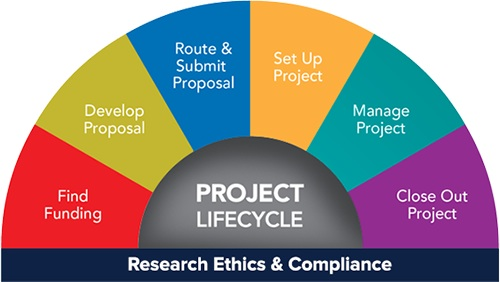 Find
Funding
Develop
Proposal
Route &
Submit
Proposal
Set Up
Project
Manage
Project
Close Out
Project
PROJECT
LIFECYCLE
Research Ethics & Compliance